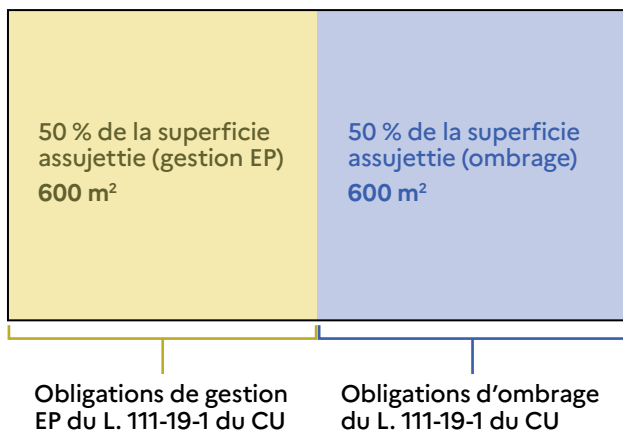 50 % de la superficie
assujettie (gestion EP)
600 m²
50 % de la superficie
assujettie (ombrage)
600 m²
Obligations de gestion
EP du L. 111-19-1 du CU
Obligations d’ombrage
du L. 111-19-1 du CU